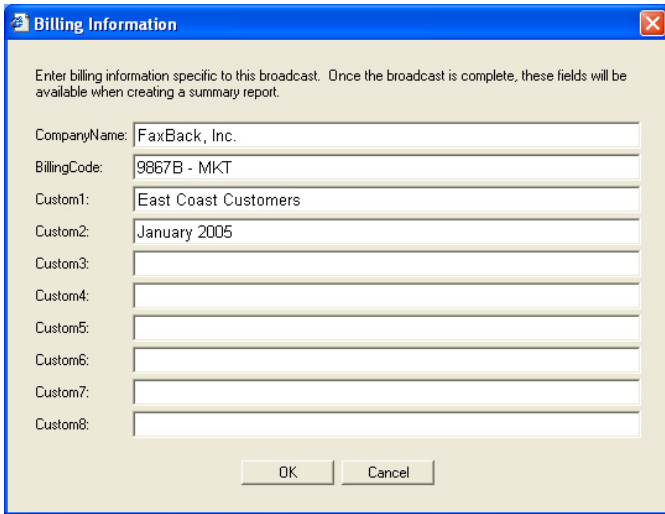 Billing Information
Enter billing information specific to this broadcast. Once the broadcast is complete, these fields will be
available when creating a summary report.
CompanyName: FaxBack, Inc.
BillingCode: 9867B - MKT
Custom1: East Coast Customers
Custom2: January 2005
Custom3:
Custom4:
Custom5:
Custom6:
Custom7:
Custom8:
OK Cancel